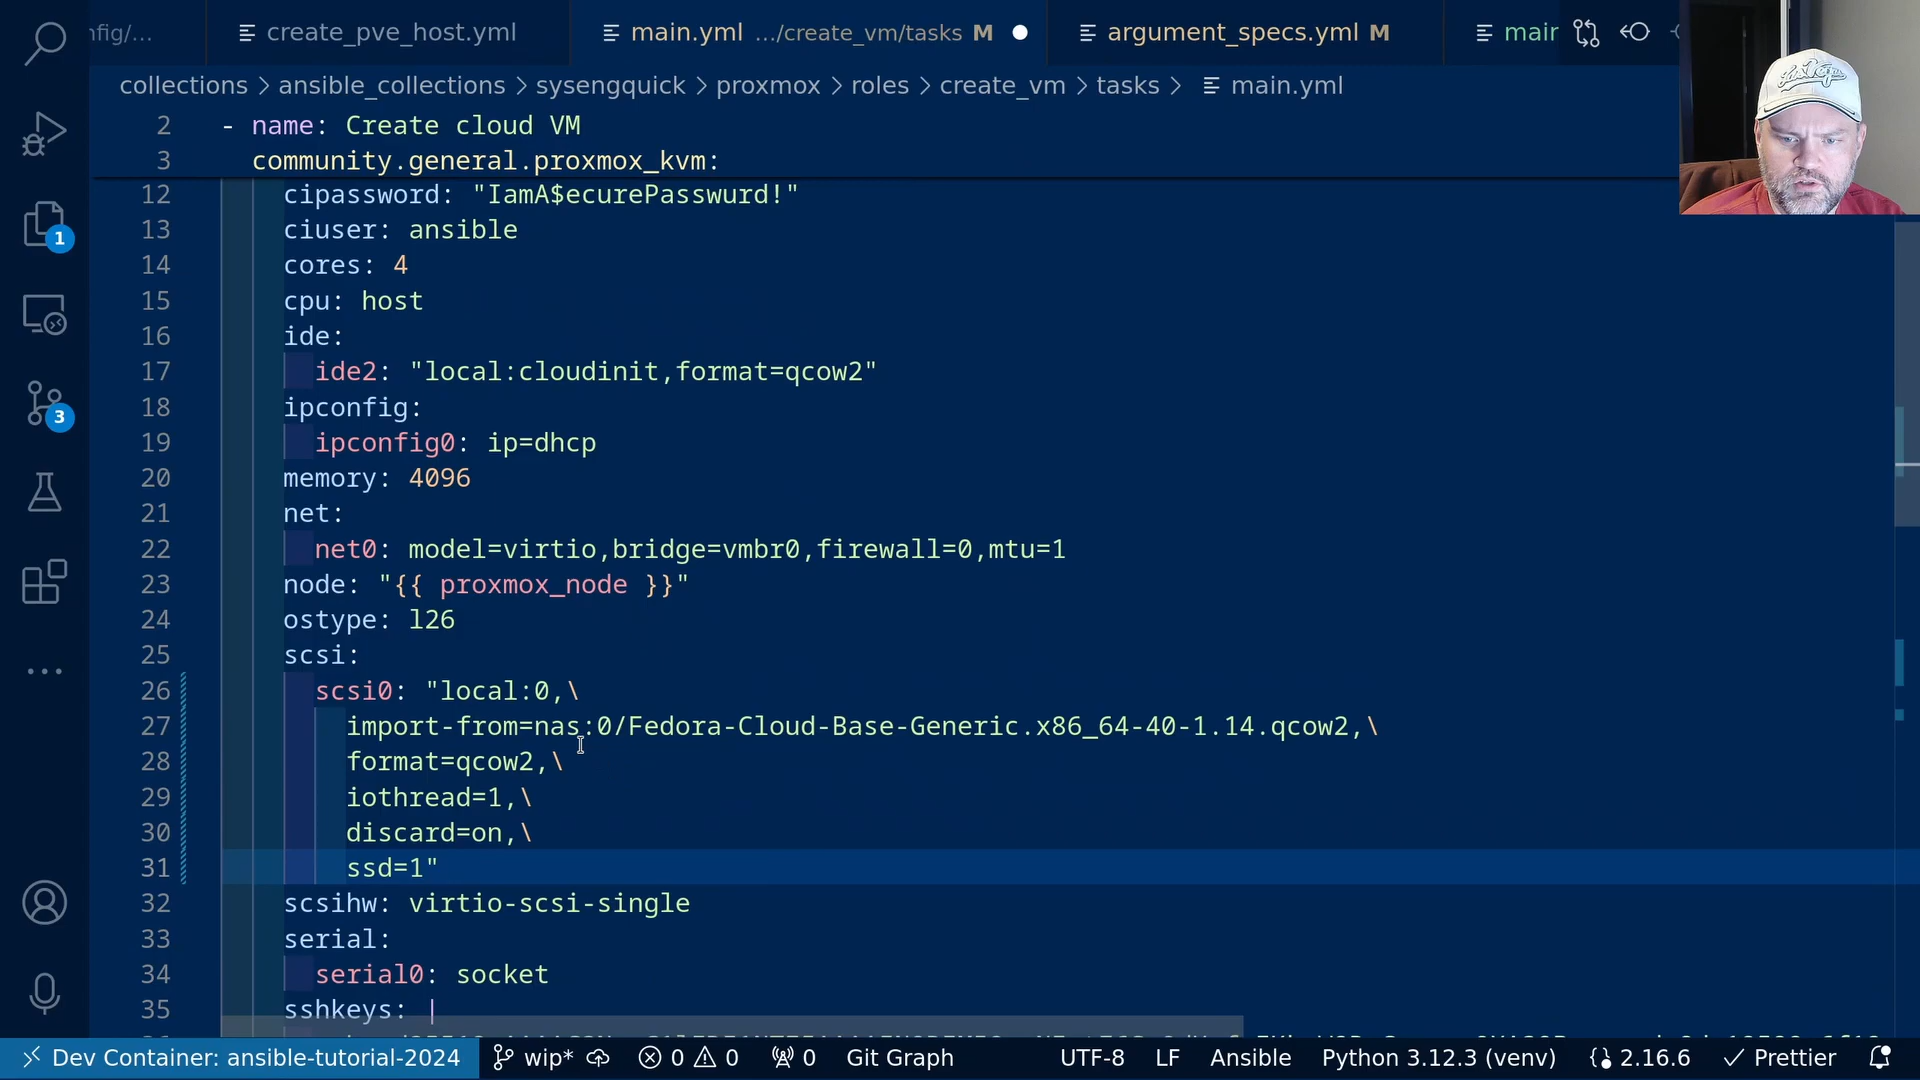 nfig/...
create_pve_host.yml
main.yml .../create_vm/tasks M
argument_specs.yml M
mair
collections > ansible_collections > sysengquick > proxmox > roles > create_vm > tasks > main.yml
2 - name: Create cloud VM
3 community.general.proxmox_kvm:
12 cipassword: "IamA$ecurePasswurd!"
13 ciuser: ansible
14 cores: 4
15 cpu: host
16 ide:
17 ide2: "local:cloudinit,format=qcow2"
18 ipconfig:
19 ipconfig0: ip=dhcp
20 memory: 4096
21 net:
22 net0: model=virtio,bridge=vmbr0,firewall=0,mtu=1
23 node: "{{ proxmox_node }}"
24 ostype: l26
25 scsi:
26 scsi0: "local:0,\
27 import-from=nas:0/Fedora-Cloud-Base-Generic.x86_64-40-1.14.qcow2,\
28 format=qcow2,\
29 iothread=1,\
30 discard=on,\
31 ssd=1"
32 scsihw: virtio-scsi-single
33 serial:
34 serial0: socket
35 sshkeys: |
1
3
Dev Container: ansible-tutorial-2024 wip* 0 0 0 Git Graph UTF-8 LF Ansible Python 3.12.3 (venv) 2.16.6 Prettier